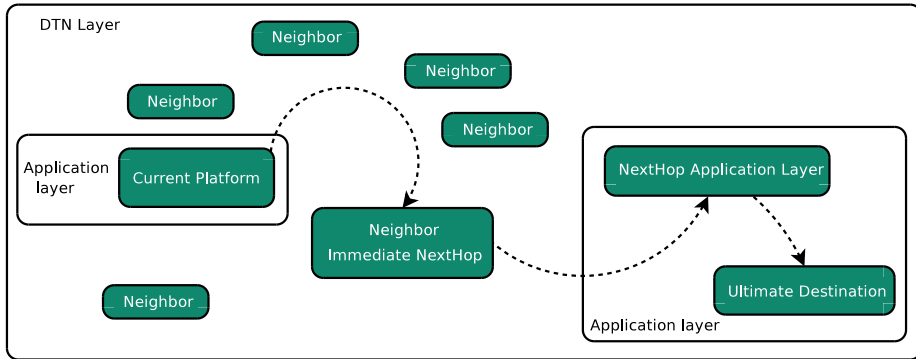 DTN Layer
Neighbor
Neighbor
Neighbor
Neighbor
Application
layer
Current Platform
NextHop Application Layer
Neighbor
Immediate NextHop
Neighbor
Ultimate Destination
Application layer